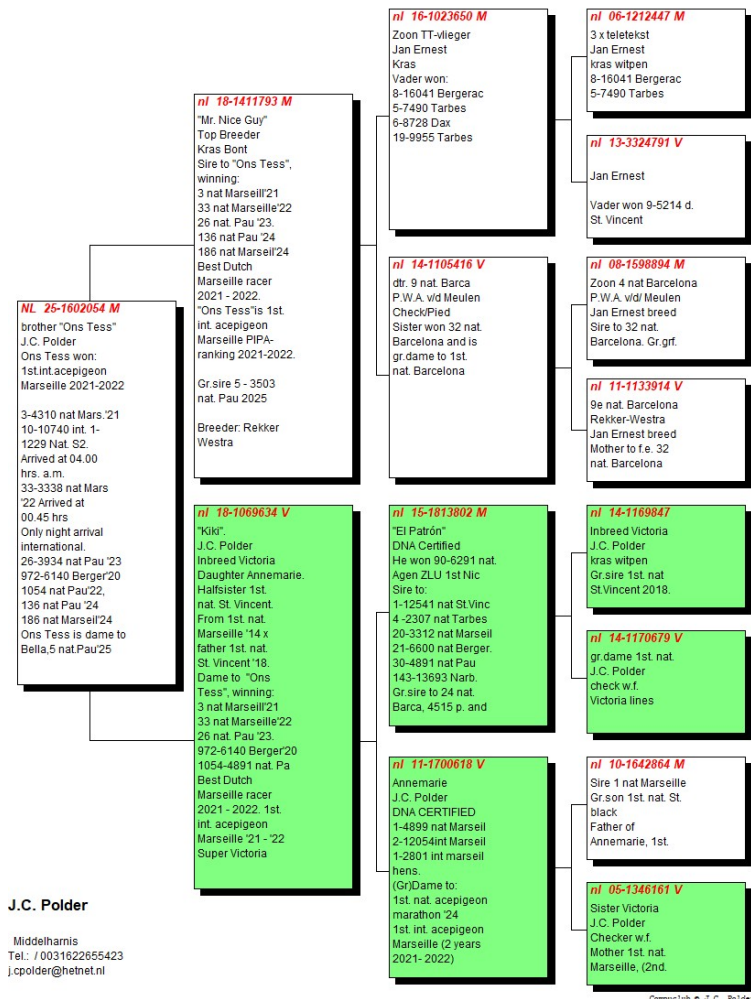 NL 25-1602054 M
brother "Ons Tess"
J.C. Polder
Ons Tess won:
1st.int.acepigeon
Marseille 2021-2022
3-4310 nat Mars.'21
10-10740 int. 1-
1229 Nat. S2.
Arrived at 04.00
hrs. a.m.
33-3338 nat Mars
'22 Arrived at
00.45 hrs
Only night arrival
international.
26-3934 nat Pau '23
972-6140 Berger'20
1054 nat Pau'22,
136 nat Pau '24
186 nat Marseil'24
Ons Tess is dame to
Bella,5 nat.Pau'25
nl 18-1411793 M
"Mr. Nice Guy"
Top Breeder
Kras Bont
Sire to "Ons Tess",
winning:
3 nat Marseill'21
33 nat Marseille'22
26 nat. Pau '23.
136 nat Pau '24
186 nat Marseil'24
Best Dutch
Marseille racer
2021 - 2022.
"Ons Tess"is 1st.
int. acepigeon
Marseille PIPA-
ranking 2021-2022.
Gr.sire 5 - 3503
nat. Pau 2025
Breeder: Rekker
Westra
nl 18-1069634 V
"Kiki".
J.C. Polder
Inbreed Victoria
Daughter Annemarie.
Halfsister 1st.
nat. St. Vincent.
From 1st. nat.
Marseille '14 x
father 1st. nat.
St. Vincent '18.
Dame to "Ons
Tess", winning:
3 nat Marseill'21
33 nat Marseille'22
26 nat. Pau '23.
972-6140 Berger'20
1054-4891 nat. Pa
Best Dutch
Marseille racer
2021 - 2022. 1st.
int. acepigeon
Marseille '21 - '22
Super Victoria
nl 16-1023650 M
Zoon TT-vlieger
Jan Ernest
Kras
Vader won:
8-16041 Bergerac
5-7490 Tarbes
6-8728 Dax
19-9955 Tarbes
nl 14-1105416 V
dtr. 9 nat. Barca
P.W.A. v/d Meulen
Check/Pied
Sister won 32 nat.
Barcelona and is
gr.dame to 1st.
nat. Barcelona
nl 15-1813802 M
"El Patrón"
DNA Certified
He won 90-6291 nat.
Agen ZLU 1st Nic
Sire to:
1-12541 nat St.Vinc
4 -2307 nat Tarbes
20-3312 nat Marseil
21-6600 nat Berger.
30-4891 nat Pau
143-13693 Narb.
Gr.sire to 24 nat.
Barca, 4515 p. and
nl 11-1700618 V
Annemarie
J.C. Polder
DNA CERTIFIED
1-4899 nat Marseil
2-12054int Marseil
1-2801 int marseil
hens.
(Gr)Dame to:
1st. nat. acepigeon
marathon '24
1st. int. acepigeon
Marseille (2 years
2021- 2022)
nl 06-1212447 M
3 x teletekst
Jan Ernest
kras witpen
8-16041 Bergerac
5-7490 Tarbes
nl 13-3324791 V
Jan Ernest
Vader won 9-5214 d.
St. Vincent
nl 08-1598894 M
Zoon 4 nat Barcelona
P.W.A. v/d/ Meulen
Jan Ernest breed
Sire to 32 nat.
Barcelona. Gr.grf.
nl 11-1133914 V
9e nat. Barcelona
Rekker-Westra
Jan Ernest breed
Mother to f.e. 32
nat. Barcelona
nl 14-1169847
Inbreed Victoria
J.C. Polder
kras witpen
Gr.sire 1st. nat
St.Vincent 2018.
nl 14-1170679 V
gr.dame 1st. nat.
J.C. Polder
check w.f.
Victoria lines
nl 10-1642864 M
Sire 1 nat Marseille
Gr.son 1st. nat. St.
black
Father of
Annemarie, 1st.
nl 05-1346161 V
Sister Victoria
J.C. Polder
Checker w.f.
Mother 1st. nat.
Marseille, (2nd.
J.C. Polder
Middelharnis
Tel.: / 0031622655423
j.cpolder@hetnet.nl
Compuclub © J.C. Polde